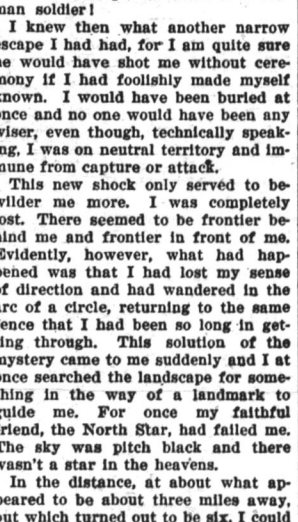 man soldier!
I knew then what another narrow
escape I had had, for I am quite sure
he would have shot me without cere-
mony if I had foolishly made myself
known. I would have been buried at
once and no one would have been any
wiser, even though, technically speak-
ing, I was on neutral territory and im-
mune from capture or attack.
This new shock only served to be-
wilder me more. I was completely
lost. There seemed to be frontier be-
hind me and frontier in front of me.
Evidently, however, what had hap-
pened was that I had lost my sense
of direction and had wandered in the
arc of a circle, returning to the same
fence that I had been so long in get-
ting through. This solution of the
mystery came to me suddenly and I at
once searched the landscape for some-
thing in the way of a landmark to
guide me. For once my faithful
friend, the North Star, had failed me.
The sky was pitch black and there
wasn't a star in the heavens.
In the distance, at about what ap-
peared to be about three miles away,
but which turned out to be six, I could